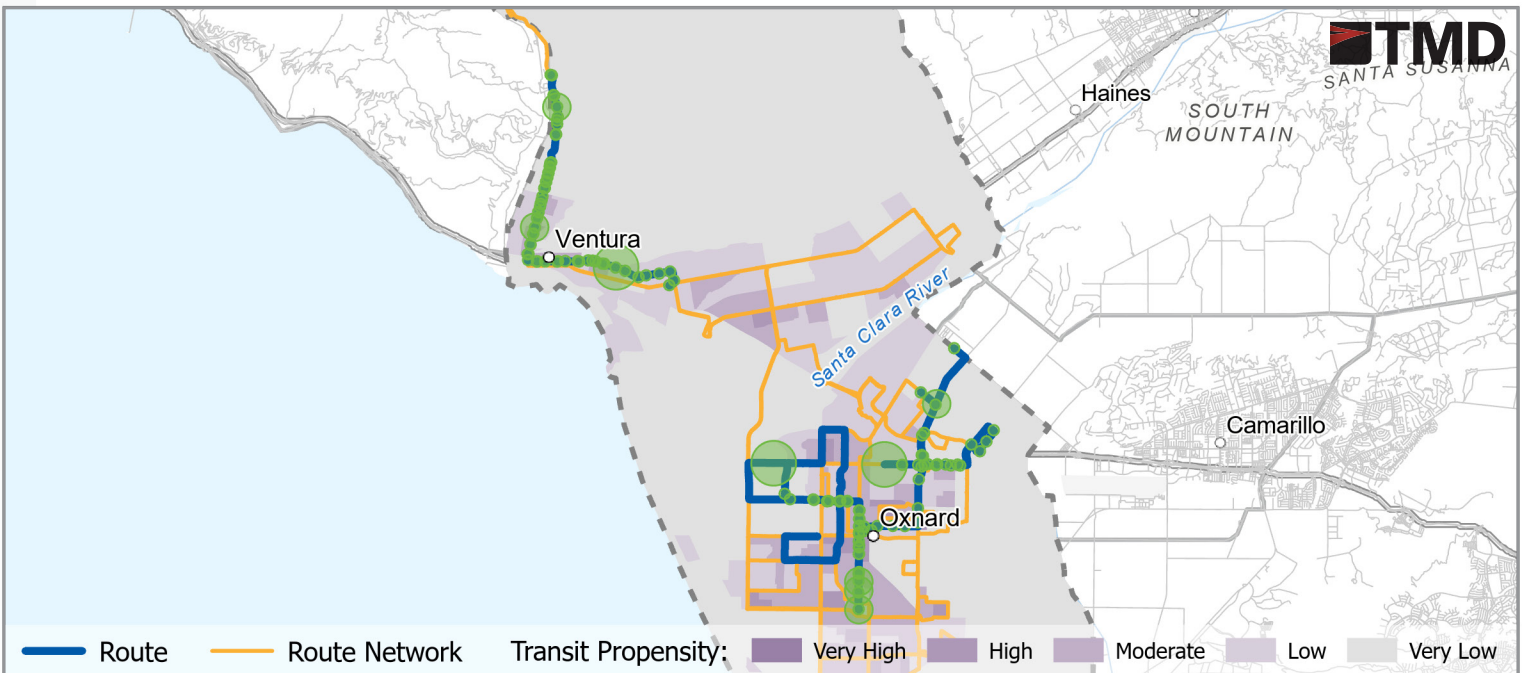 TMD
SANTA SUSANNA
Haines
SOUTH
MOUNTAIN
Ventura
Santa Clara River
Camarillo
Oxnard
Route
Route Network
Transit Propensity:
Very High
High
Moderate
Low
Very Low